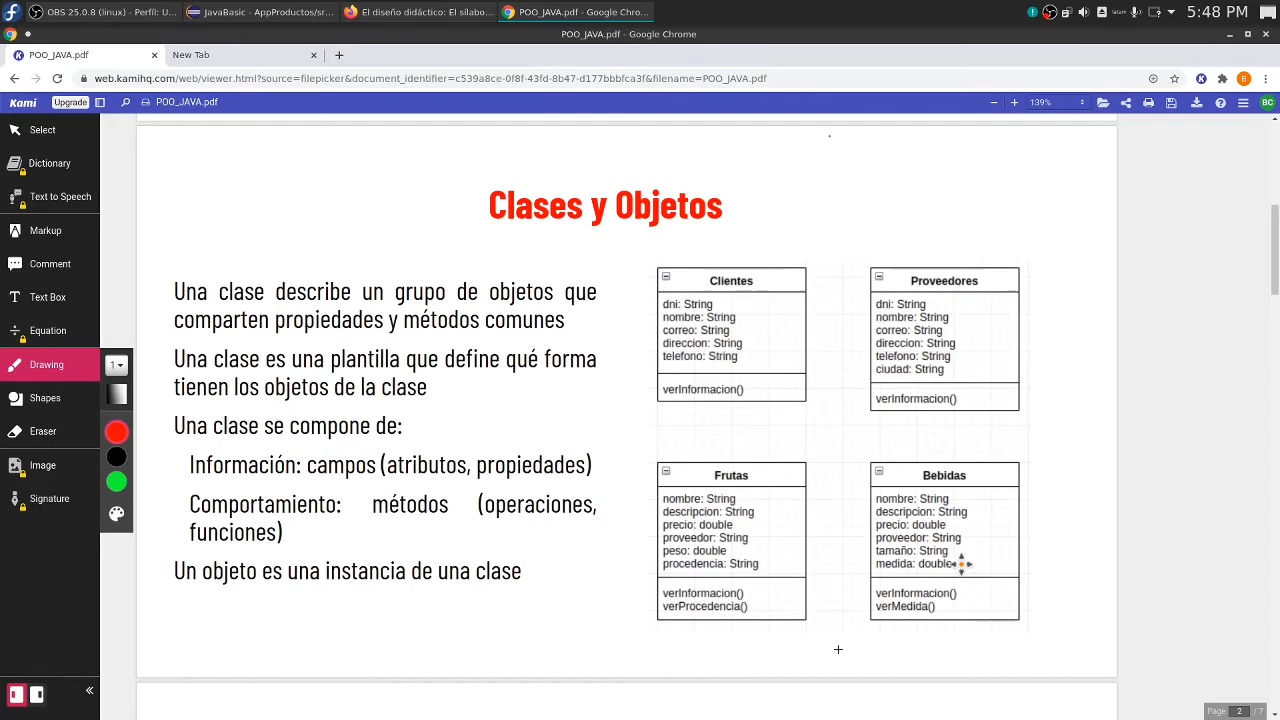 OBS 25.0.8 (linux) - Perfil: U...
JavaBasic - AppProductos/sr...
El diseño didáctico: El sílabo...
POO_JAVA.pdf - Google Chro...
5:48 PM
POO_JAVA.pdf - Google Chrome
POO_JAVA.pdf
New Tab
web.kamihq.com/web/viewer.html?source=filepicker&document_identifier=c539a8ce-0f8f-43fd-8b47-d177bbbfca3f&filename=POO_JAVA.pdf
Kami
Upgrade
POO_JAVA.pdf
139%
BC
Select
Dictionary
Text to Speech
Markup
Comment
Text Box
Equation
Drawing
Shapes
Eraser
Image
Signature
1
Clases y Objetos
Una clase describe un grupo de objetos que
comparten propiedades y métodos comunes
Una clase es una plantilla que define qué forma
tienen los objetos de la clase
Una clase se compone de:
Información: campos (atributos, propiedades)
Comportamiento: métodos (operaciones,
funciones)
Un objeto es una instancia de una clase
Clientes
dni: String
nombre: String
correo: String
direccion: String
telefono: String
verInformacion()
Proveedores
dni: String
nombre: String
correo: String
direccion: String
telefono: String
ciudad: String
verInformacion()
Frutas
nombre: String
descripcion: String
precio: double
proveedor: String
peso: double
procedencia: String
verInformacion()
verProcedencia()
Bebidas
nombre: String
descripcion: String
precio: double
proveedor: String
tamaño: String
medida: double
verInformacion()
verMedida()
Page 2 / 7